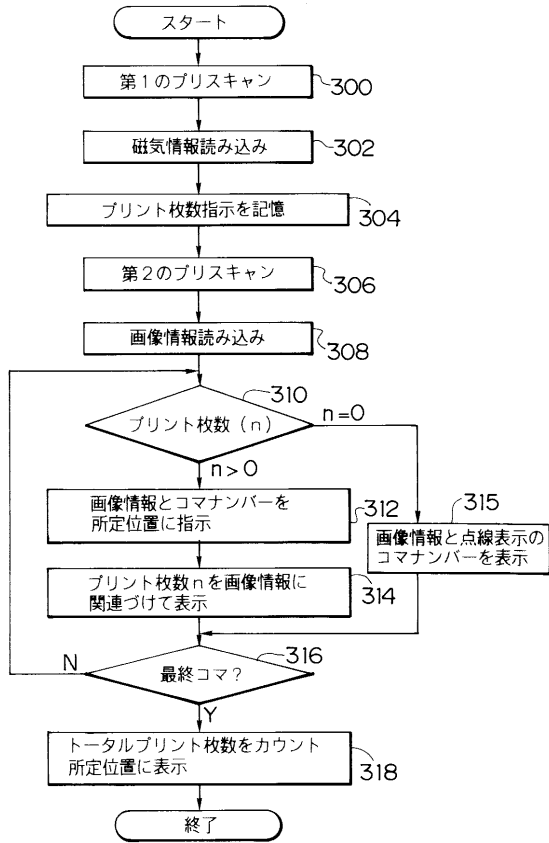 スタート
第1のプリスキャン
300
磁気情報読み込み
302
プリント枚数指示を記憶
304
第2のプリスキャン
306
画像情報読み込み
308
310
プリント枚数(n)
n=0
n>0
画像情報とコマナンバーを
所定位置に指示
312
315
画像情報と点線表示の
コマナンバーを表示
プリント枚数nを画像情報に
関連づけて表示
314
316
最終コマ?
N
Y
トータルプリント枚数をカウント
所定位置に表示
318
終了